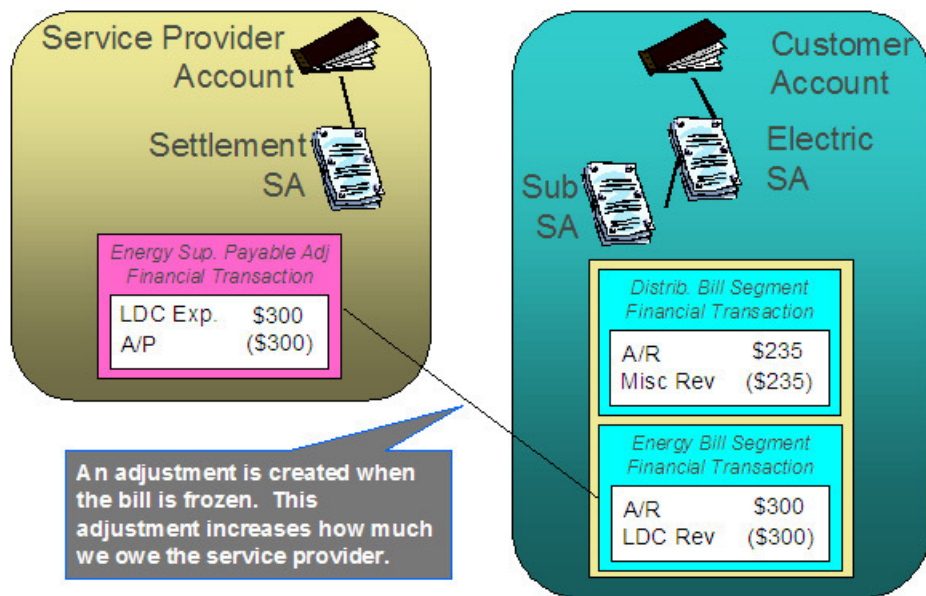 Service Provider
Account
Settlement
SA
Energy Sup. Payable Adj
Financial Transaction
LDC Exp. $300
A/P ($300)
An adjustment is created when
the bill is frozen. This
adjustment increases how much
we owe the service provider.
Customer
Account
Electric
SA
Sub
SA
Distrib. Bill Segment
Financial Transaction
A/R $235
Misc Rev ($235)
Energy Bill Segment
Financial Transaction
A/R $300
LDC Rev ($300)